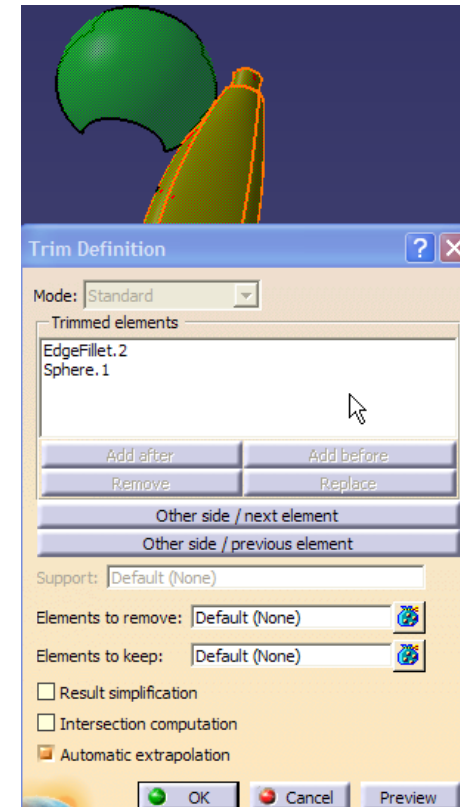 Trim Definition ? X
Mode: Standard
Trimmed elements
EdgeFillet.2
Sphere.1
Add after Add before
Remove Replace
Other side / next element
Other side / previous element
Support: Default (None)
Elements to remove: Default (None)
Elements to keep: Default (None)
Result simplification
Intersection computation
Automatic extrapolation
OK Cancel Preview